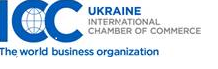 ICC
UKRAINE
INTERNATIONAL
CHAMBER OF COMMERCE
The world business organization